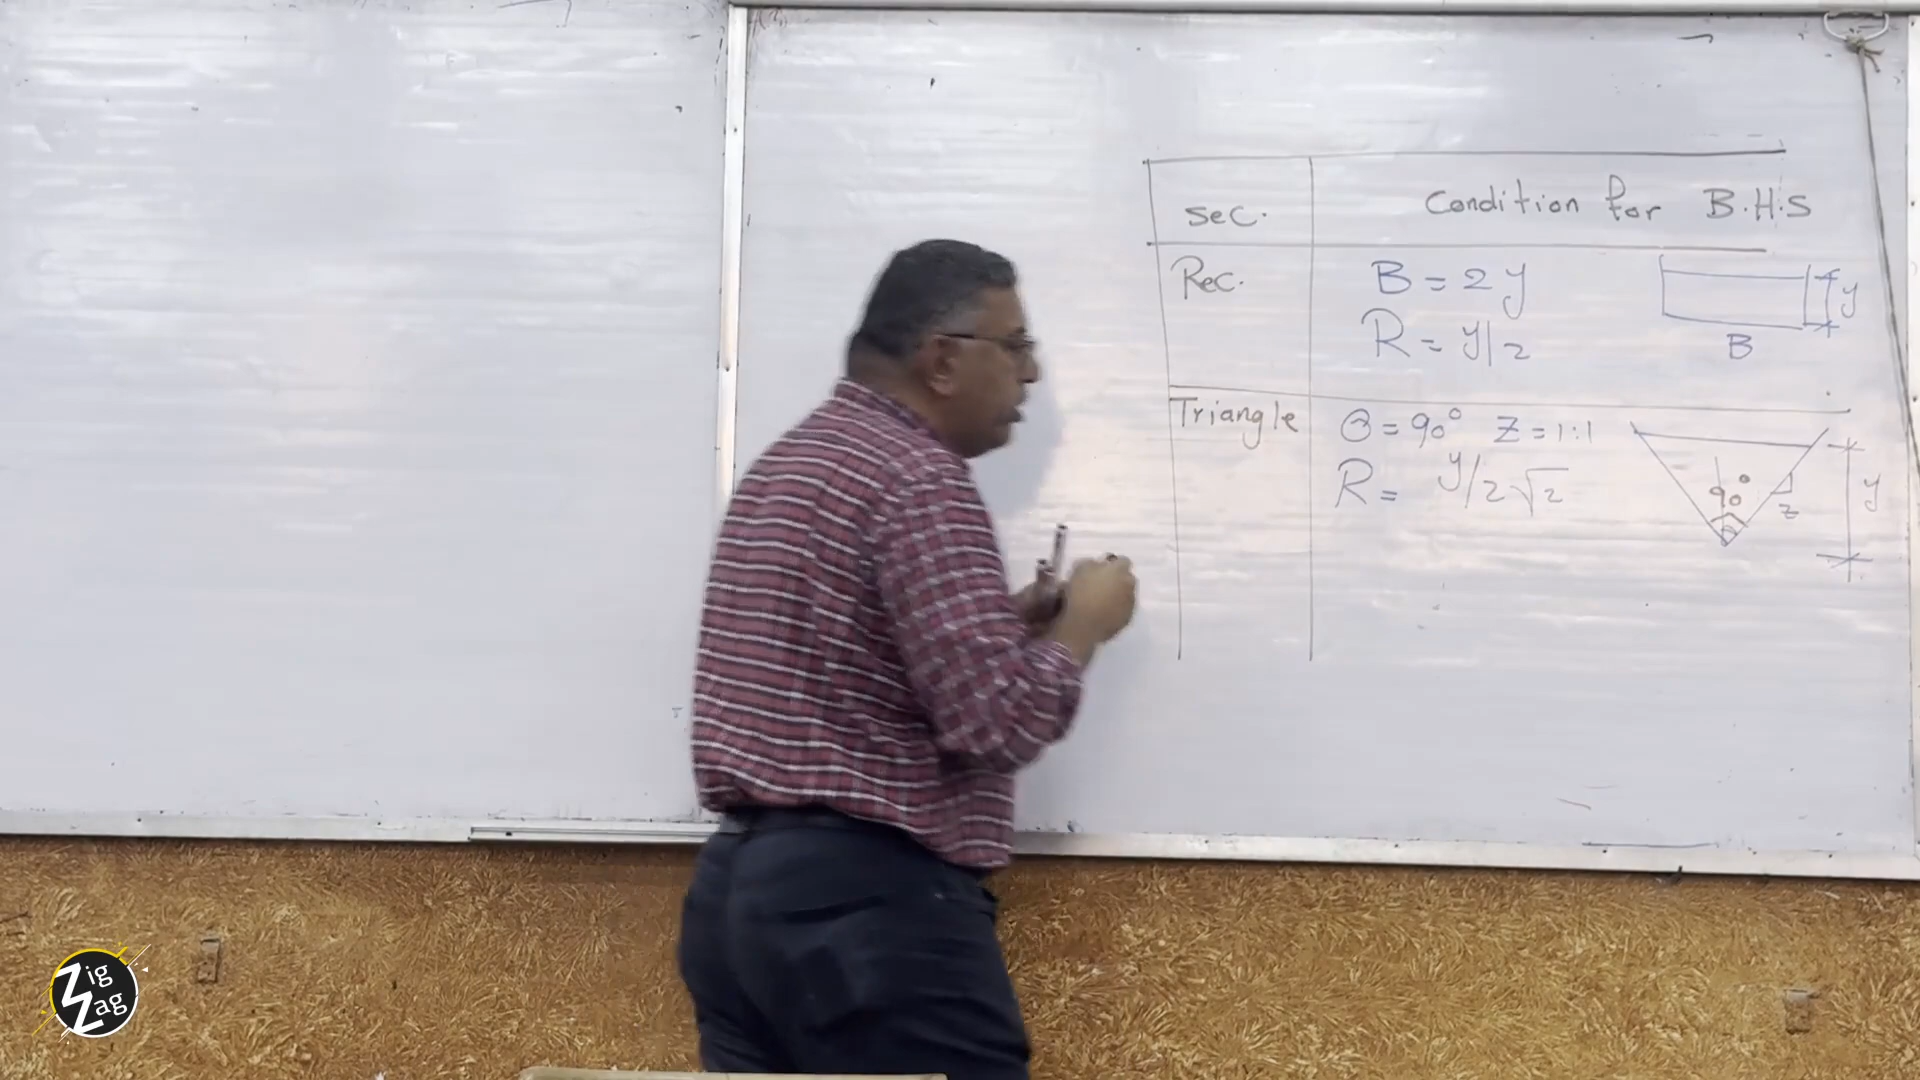 sec. Condition for B.H.S
Rec. B = 2y
R = y/2
y
B
Triangle θ = 90° Z = 1:1
R = y/2√2
90°
z
y
θ
Zig
Zag